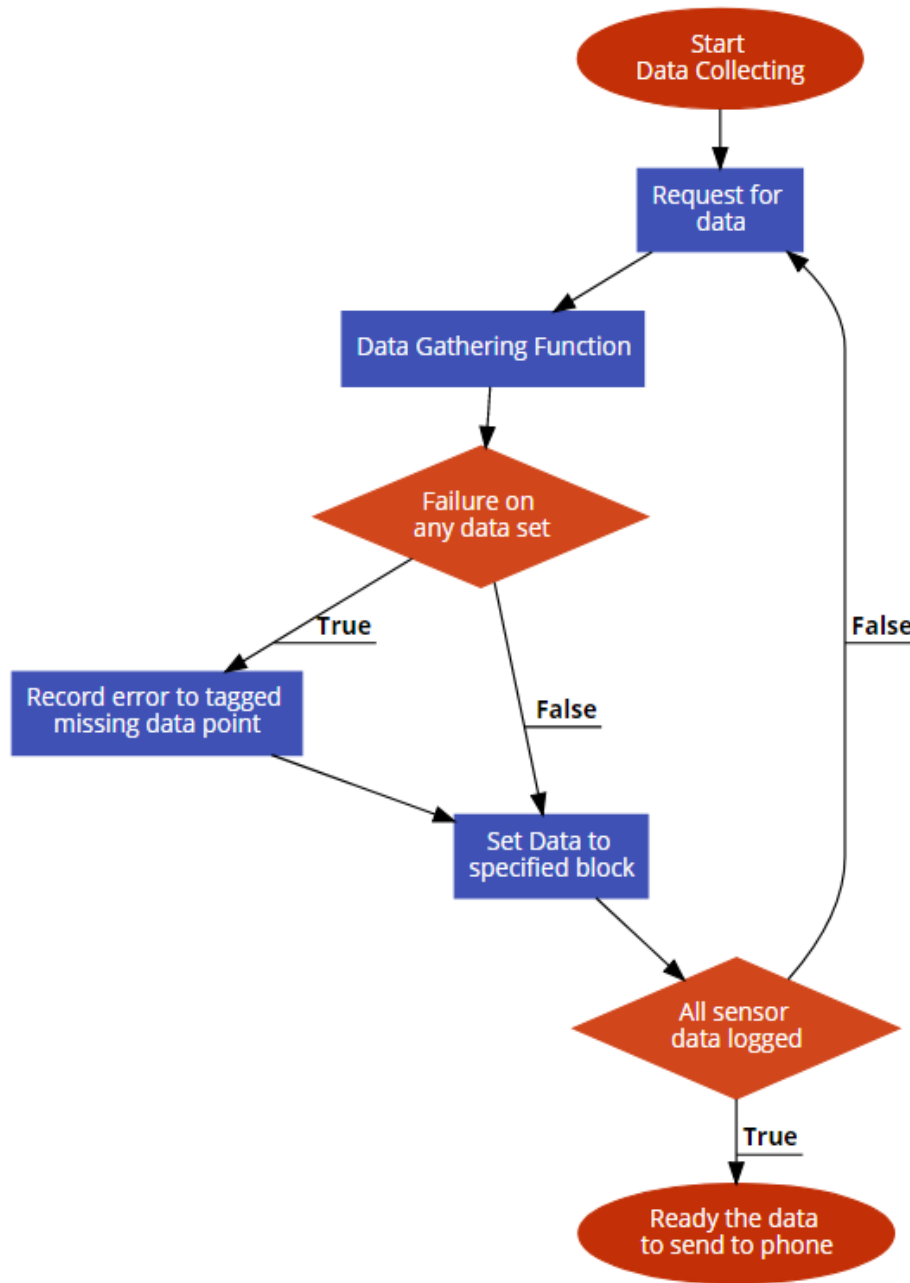 Start
Data Collecting
Request for
data
Data Gathering Function
Failure on
any data set
True
False
Record error to tagged
missing data point
False
Set Data to
specified block
All sensor
data logged
True
Ready the data
to send to phone